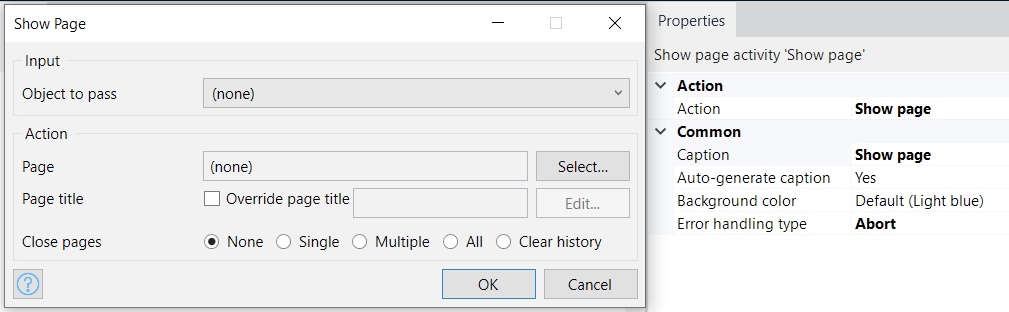 Show Page
Input
Object to pass (none)
Action
Page (none) Select...
Page title Override page title Edit...
Close pages None Single Multiple All Clear history
? OK Cancel
Properties
Show page activity 'Show page'
Action
Action Show page
Common
Caption Show page
Auto-generate caption Yes
Background color Default (Light blue)
Error handling type Abort